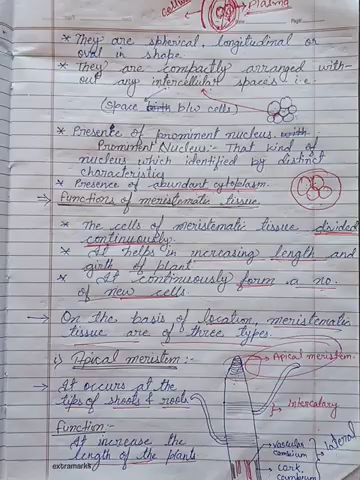 Plasma
Page
* They are spherical, longitudinal or
oval in shape
* They are compactly arranged with-
out any intercellular spaces i.e.
(space b/w cells)
* Presente of prominent nucleus. with
Prominent Nucleus:- That kind of
nucleus which identified by distinct
characteristics
* Presence of abundant cytoplasm.
→ functions of meristematic tissue
* The cells of meristematic tissue divided
continuously.
* It helps in increasing length and
girth of plant
* It continuously form a no.
of new cells.
→ On the basis of location, meristematic
tissue are of three types.
i) Apical meristem:-
Apical meristem.
→ It occurs at the
tips of shoots & roots
Intercalary
function:-
It increase the
length of the plants
Vascular
cambium
Cork
Cambium
Lateral
extramarks